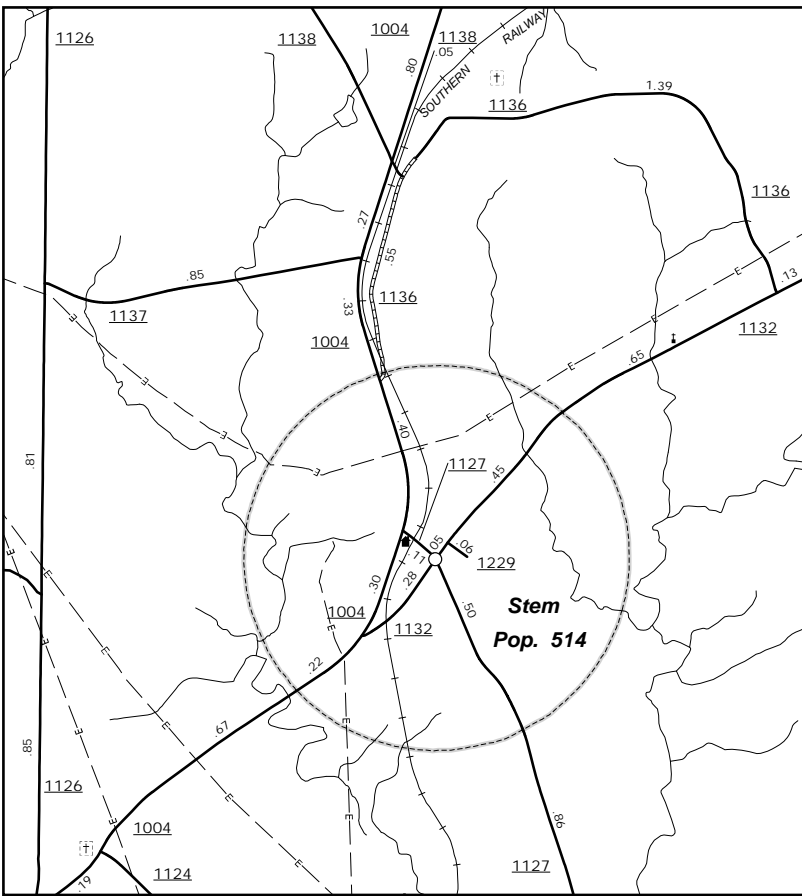 1126
1138
1004
1138
.05
.80
SOUTHERN
RAILWAY
1136
1.39
1136
.27
.55
.85
1137
.33
1136
1004
E
.13
1132
E
.65
E
E
E
E
E
.40
.81
1127
.45
.05
.06
.11
1229
.28
.30
.50
Stem
Pop. 514
1004
1132
E
E
E
E
.22
E
.67
E
E
.85
1126
E
E
E
1004
.86
1127
1124
.19